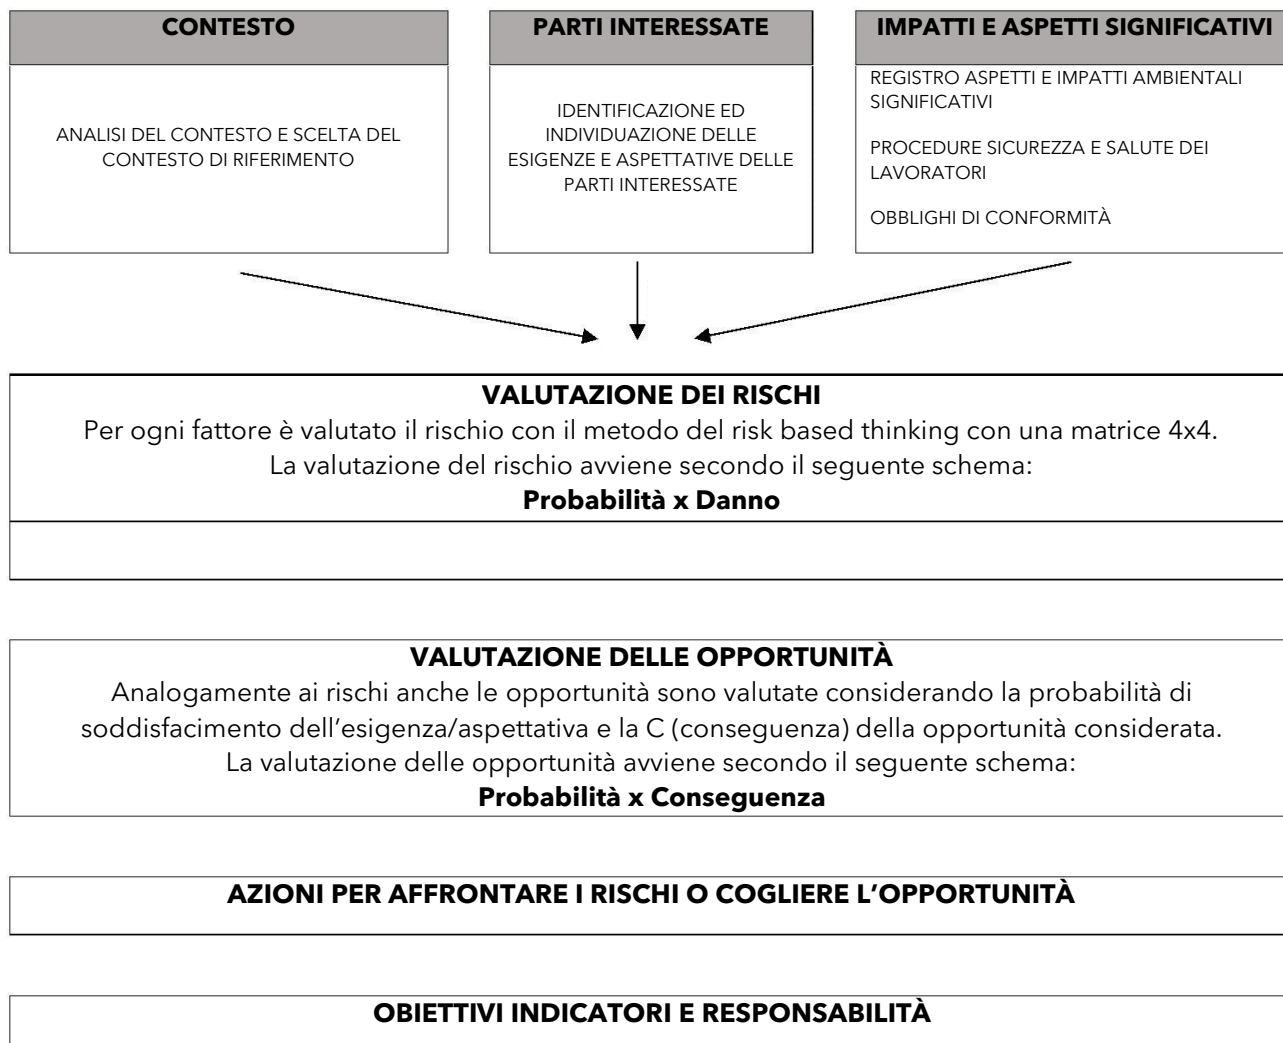 CONTESTO
ANALISI DEL CONTESTO E SCELTA DEL
CONTESTO DI RIFERIMENTO
PARTI INTERESSATE
IDENTIFICAZIONE ED
INDIVIDUAZIONE DELLE
ESIGENZE E ASPETTATIVE DELLE
PARTI INTERESSATE
IMPATTI E ASPETTI SIGNIFICATIVI
REGISTRO ASPETTI E IMPATTI AMBIENTALI
SIGNIFICATIVI
PROCEDURE SICUREZZA E SALUTE DEI
LAVORATORI
OBBLIGHI DI CONFORMITÀ
VALUTAZIONE DEI RISCHI
Per ogni fattore è valutato il rischio con il metodo del risk based thinking con una matrice 4x4.
La valutazione del rischio avviene secondo il seguente schema:
Probabilità x Danno
VALUTAZIONE DELLE OPPORTUNITÀ
Analogamente ai rischi anche le opportunità sono valutate considerando la probabilità di
soddisfacimento dell’esigenza/aspettativa e la C (conseguenza) della opportunità considerata.
La valutazione delle opportunità avviene secondo il seguente schema:
Probabilità x Conseguenza
AZIONI PER AFFRONTARE I RISCHI O COGLIERE L’OPPORTUNITÀ
OBIETTIVI INDICATORI E RESPONSABILITÀ